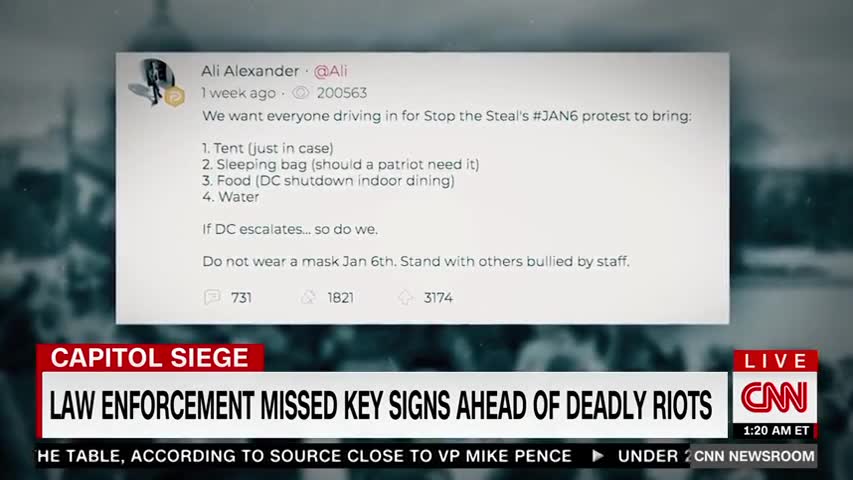 Ali Alexander · @Ali
1 week ago · 200563
We want everyone driving in for Stop the Steal's #JAN6 protest to bring:
1. Tent (just in case)
2. Sleeping bag (should a patriot need it)
3. Food (DC shutdown indoor dining)
4. Water
If DC escalates... so do we.
Do not wear a mask Jan 6th. Stand with others bullied by staff.
731 1821 3174
CAPITOL SIEGE
LAW ENFORCEMENT MISSED KEY SIGNS AHEAD OF DEADLY RIOTS
LIVE
CNN
1:20 AM ET
HE TABLE, ACCORDING TO SOURCE CLOSE TO VP MIKE PENCE ▶ UNDER 2
CNN NEWSROOM